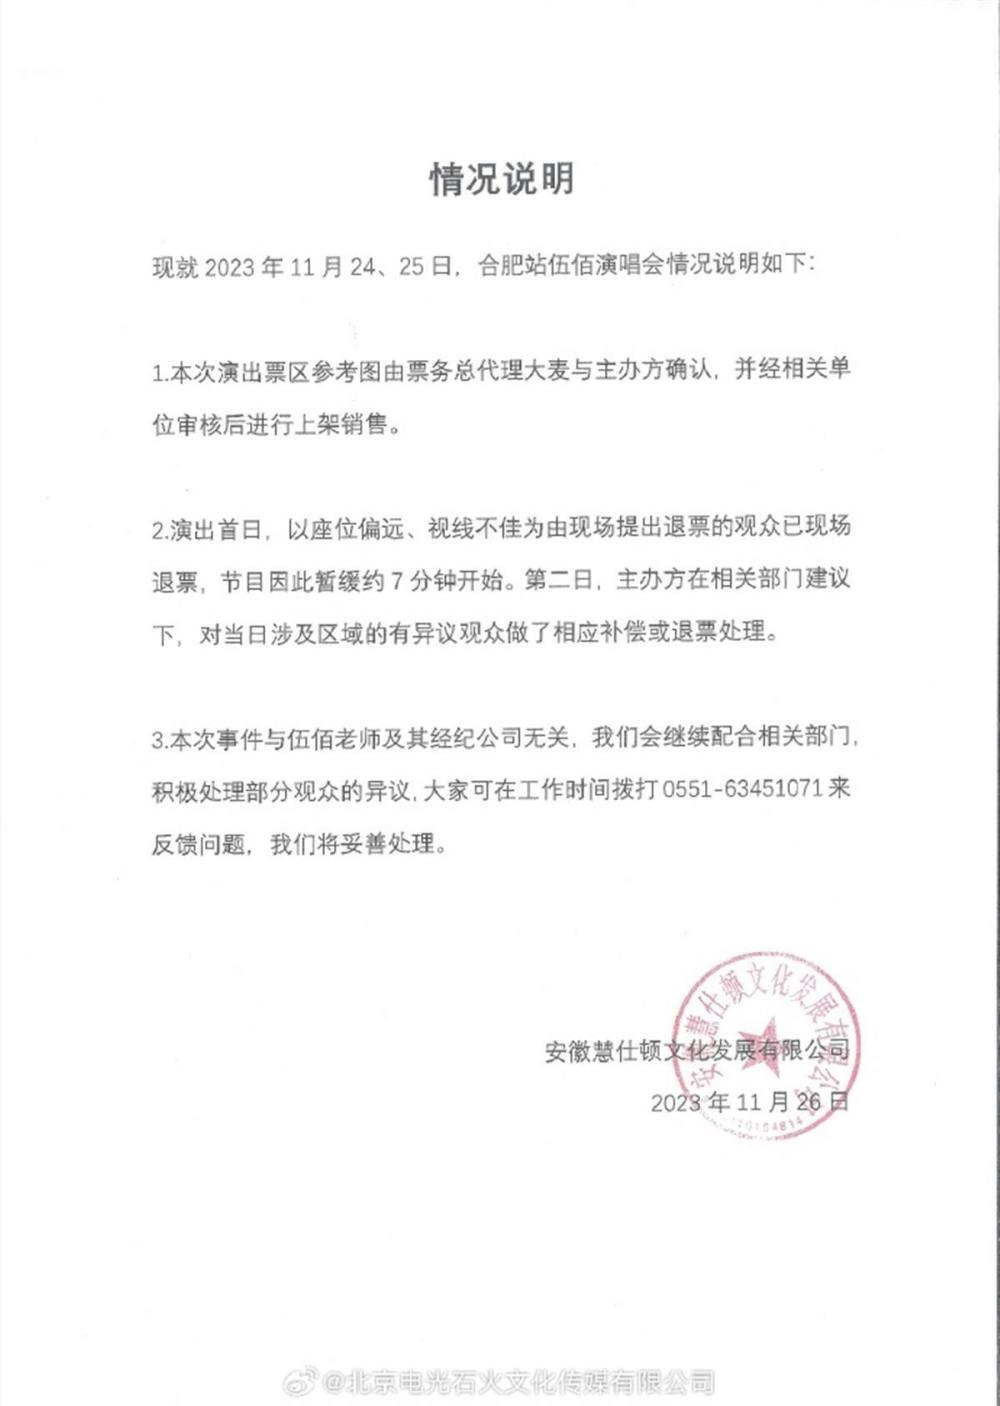 情况说明
现就 2023 年 11 月 24、25 日，合肥站伍佰演唱会情况说明如下：
1.本次演出票区参考图由票务总代理大麦与主办方确认，并经相关单
位审核后进行上架销售。
2.演出首日，以座位偏远、视线不佳为由现场提出退票的观众已现场
退票，节目因此暂缓约 7 分钟开始。第二日，主办方在相关部门建议
下，对当日涉及区域的有异议观众做了相应补偿或退票处理。
3.本次事件与伍佰老师及其经纪公司无关，我们会继续配合相关部门，
积极处理部分观众的异议，大家可在工作时间拨打 0551-63451071 来
反馈问题，我们将妥善处理。
安徽慧仕顿文化发展有限公司
安徽慧仕顿文化发展有限公司
2023 年 11 月 26 日
@北京电光石火文化传媒有限公司